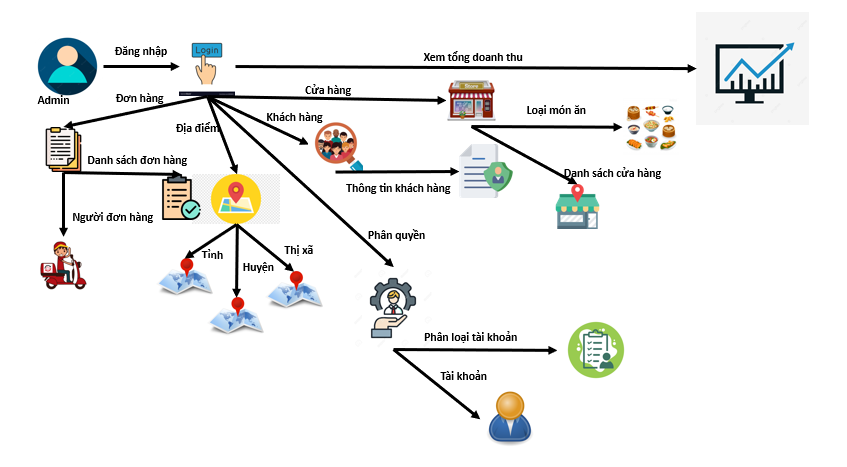 Đăng nhập
Login
Xem tổng doanh thu
Admin
Đơn hàng
Cửa hàng
Store
Khách hàng
Loại món ăn
Địa điểm
Danh sách đơn hàng
Thông tin khách hàng
Danh sách cửa hàng
Người đơn hàng
Phân quyền
Tỉnh
Huyện
Thị xã
Phân loại tài khoản
Tài khoản